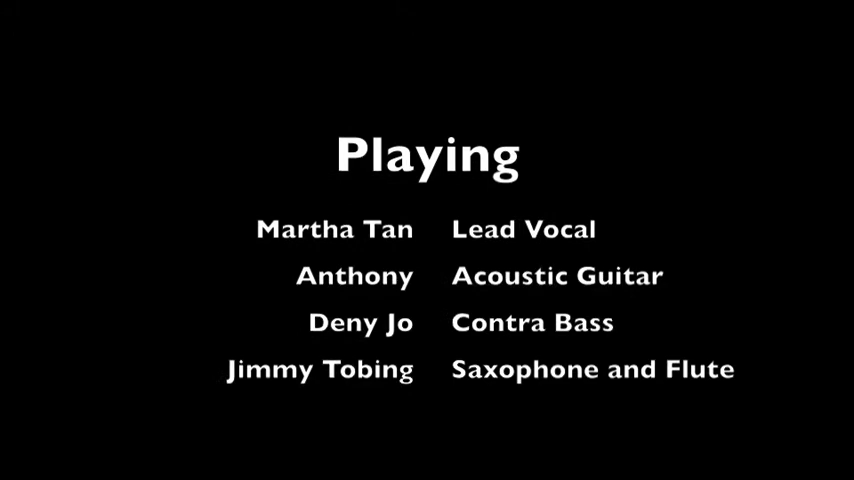 Playing
Martha Tan Lead Vocal
Anthony Acoustic Guitar
Deny Jo Contra Bass
Jimmy Tobing Saxophone and Flute